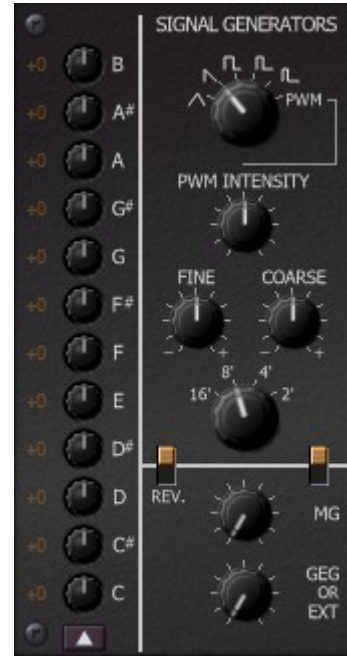 SIGNAL GENERATORS
PWM
PWM INTENSITY
FINE COARSE
- + - +
16' 8' 4' 2'
REV.
MG
GEG
OR
EXT
+0 B
+0 A#
+0 A
+0 G#
+0 G
+0 F#
+0 F
+0 E
+0 D#
+0 D
+0 C#
+0 C